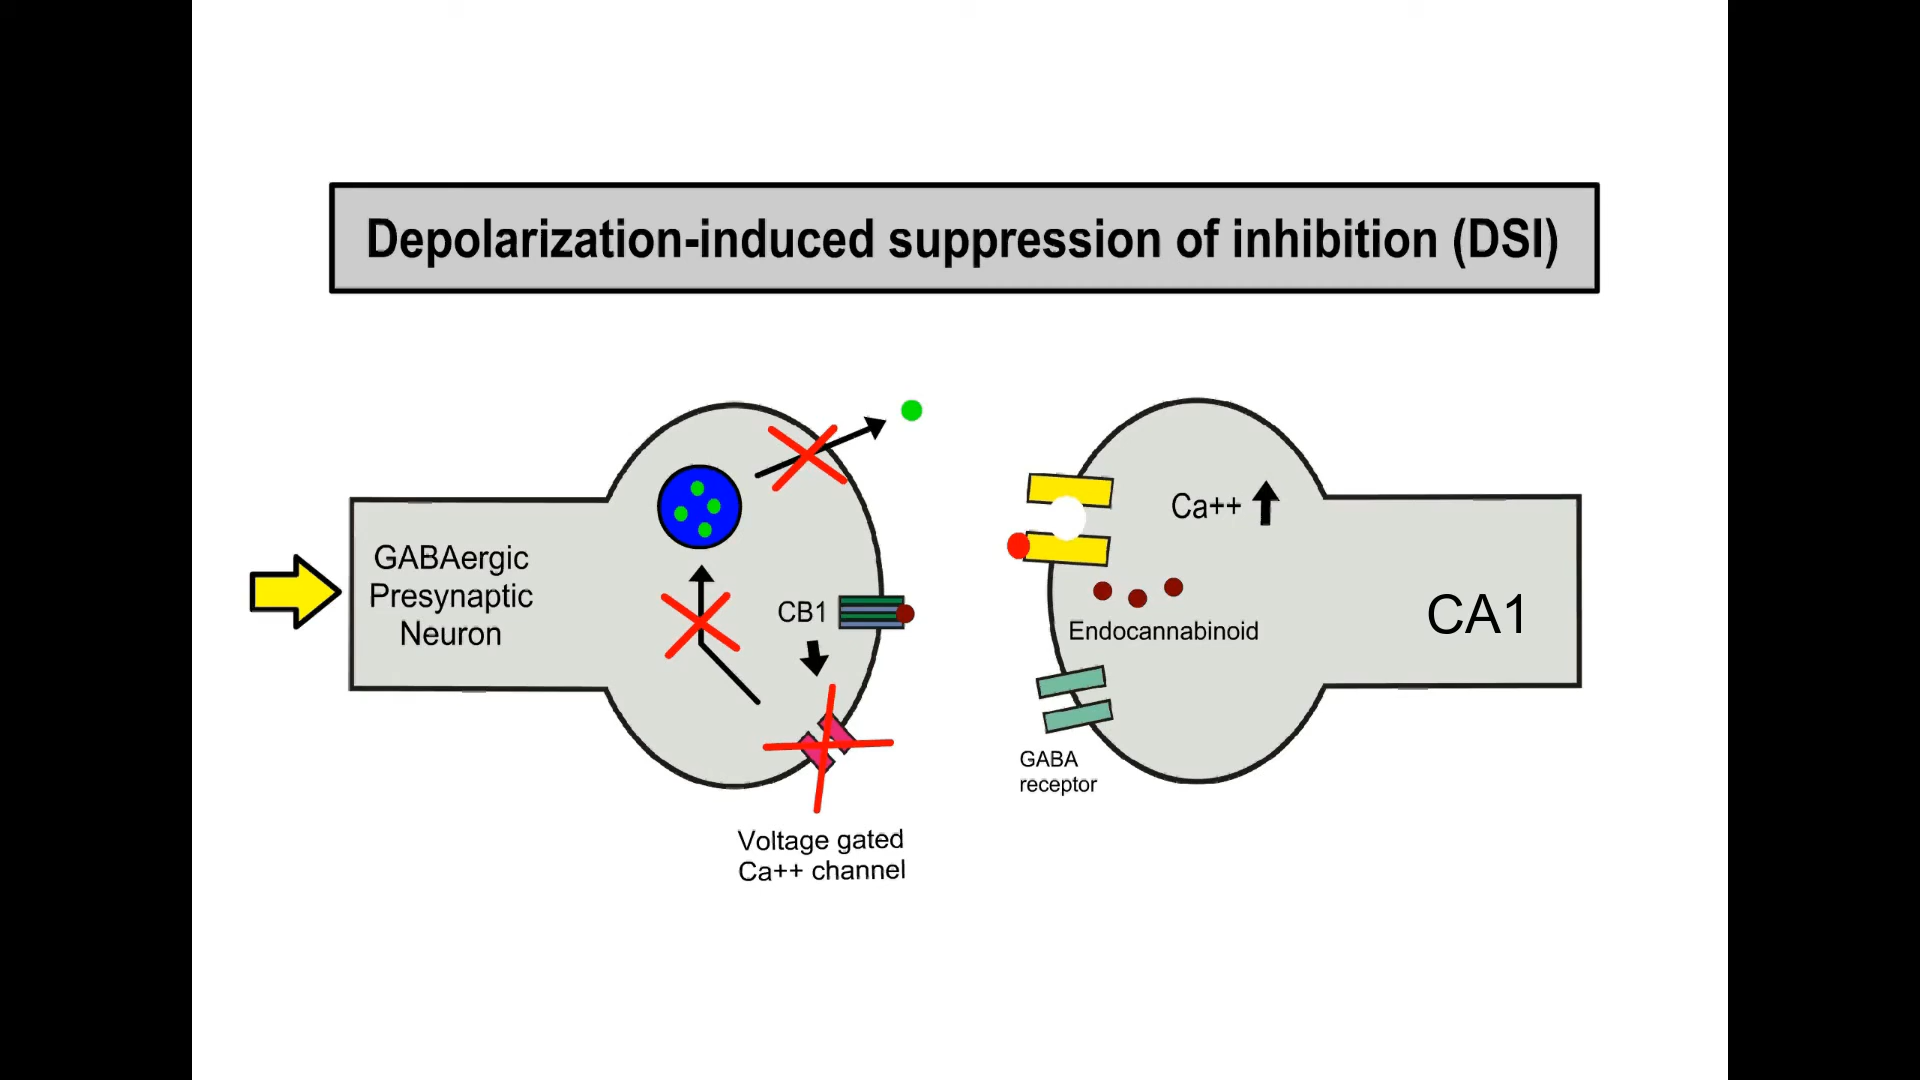 Depolarization-induced suppression of inhibition (DSI)
GABAergic
Presynaptic
Neuron
CB1
Voltage gated
Ca++ channel
Ca++
Endocannabinoid
GABA
receptor
CA1